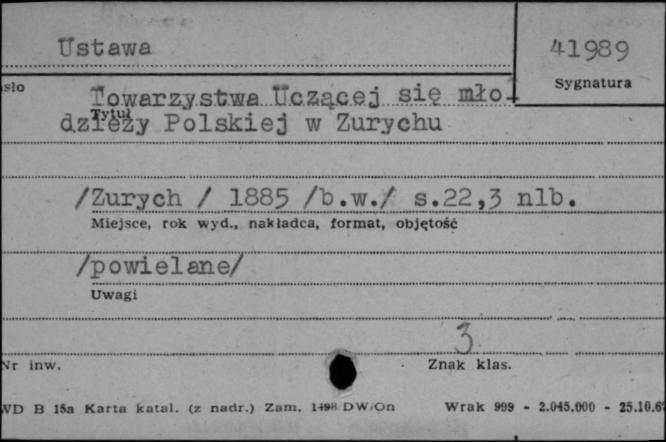 Ustawa
41989
Sygnatura
Towarzystwa Uczącej się mło-
Tytuł
dzieży Polskiej w Zurychu
/Zurych / 1885 /b.w./ s.22,3 nlb.
Miejsce, rok wyd., nakładca, format, objętość
/powielane/
Uwagi
3
Nr inw.
Znak klas.
WD B 15a Karta katal. (z nadr.) Zam. DW/On Wrak 999 - 2.045.000 - 25.10.6